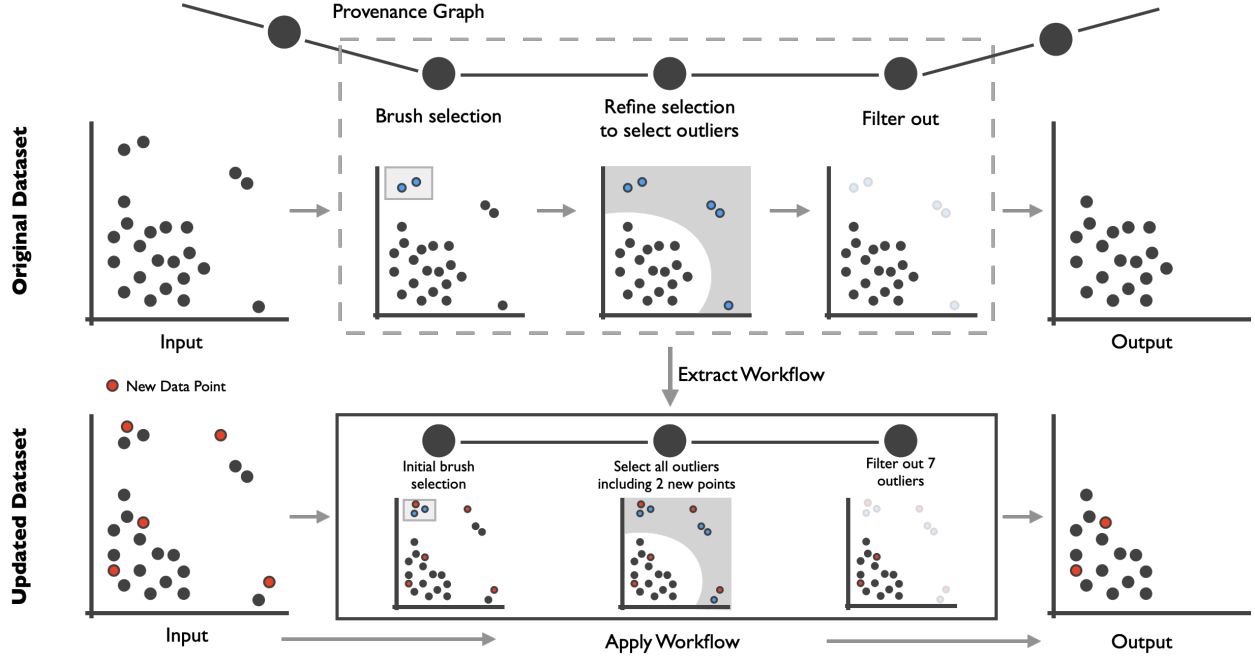 Provenance Graph
Brush selection
Refine selection
to select outliers
Filter out
Original Dataset
Input
Output
Extract Workflow
New Data Point
Updated Dataset
Initial brush
selection
Select all outliers
including 2 new points
Filter out 7
outliers
Input
Apply Workflow
Output